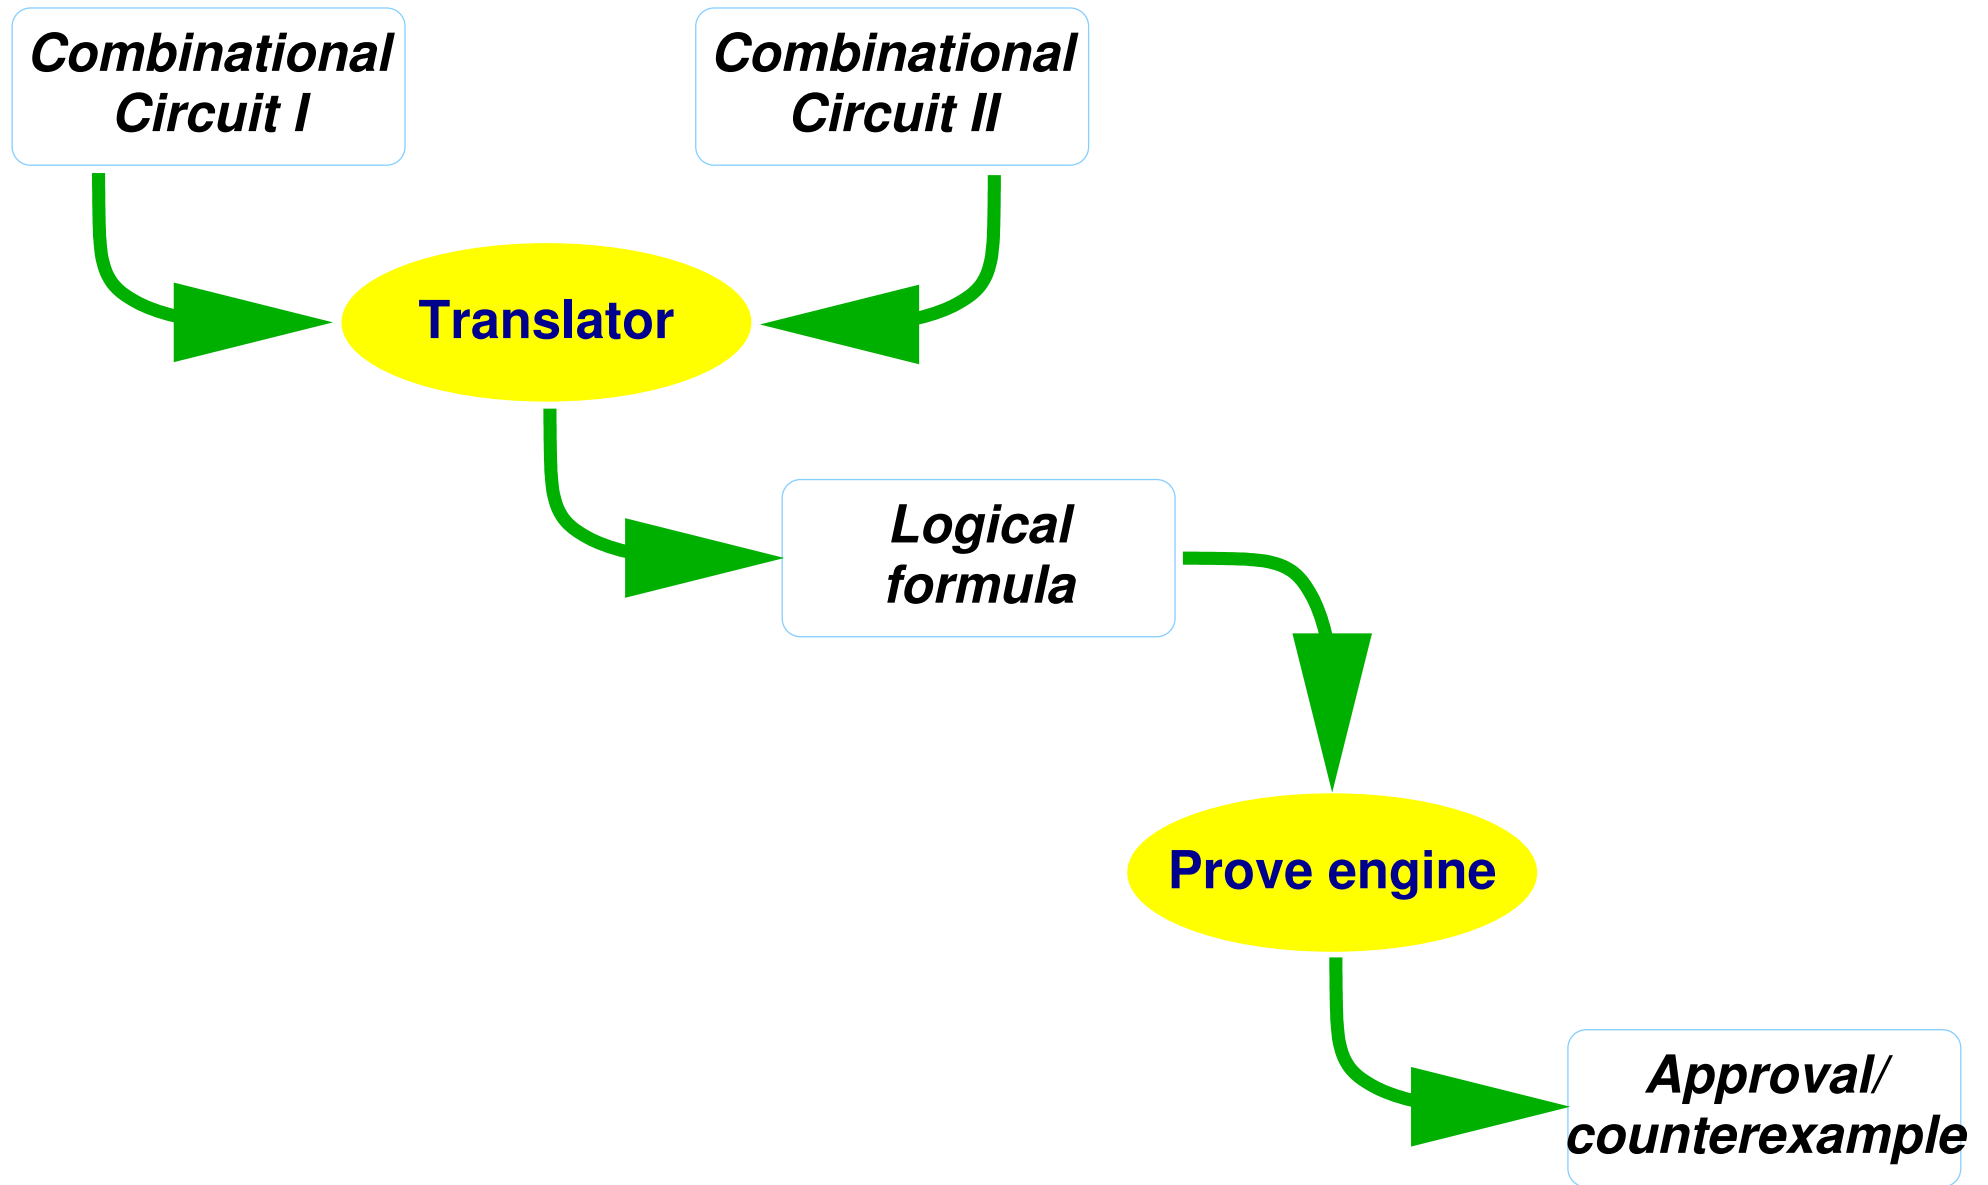 Combinational
Circuit I
Combinational
Circuit II
Translator
Logical
formula
Prove engine
Approval/
counterexample